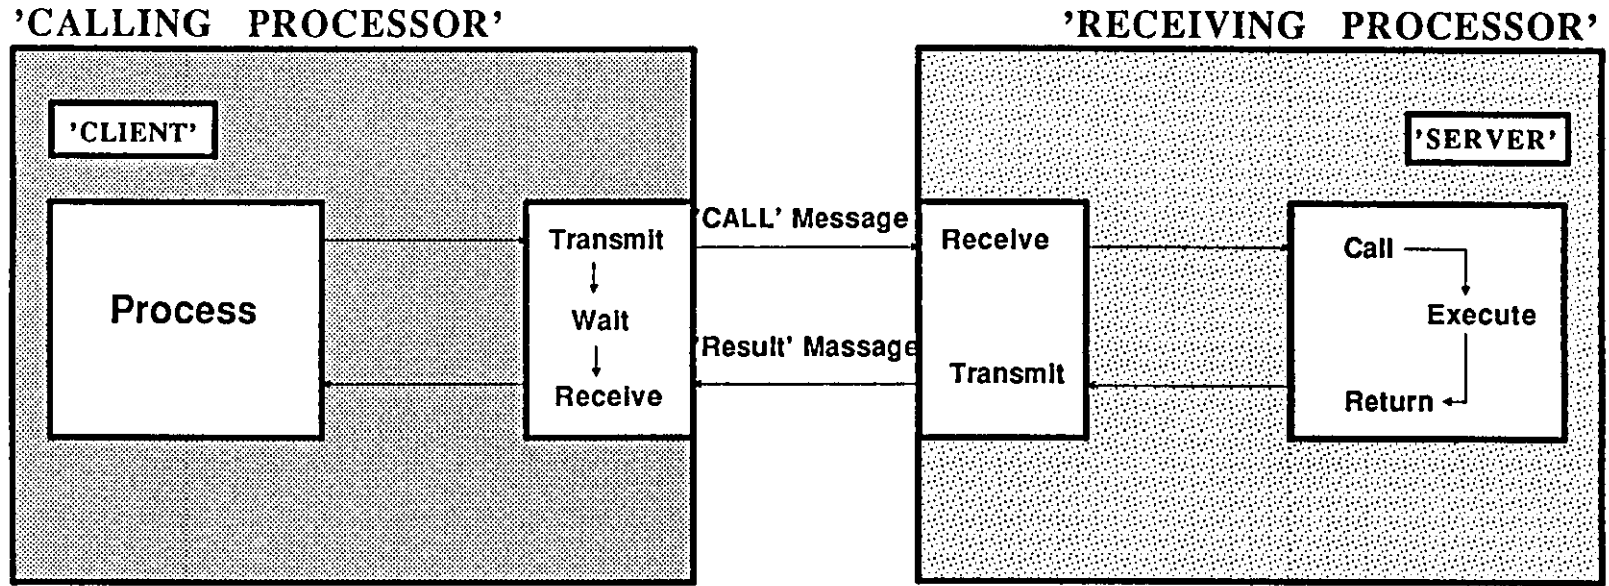 'CALLING PROCESSOR'
'RECEIVING PROCESSOR'
'CLIENT'
'SERVER'
Process
Transmit
Wait
Receive
'CALL' Message
'Result' Massage
Receive
Transmit
Call
Execute
Return